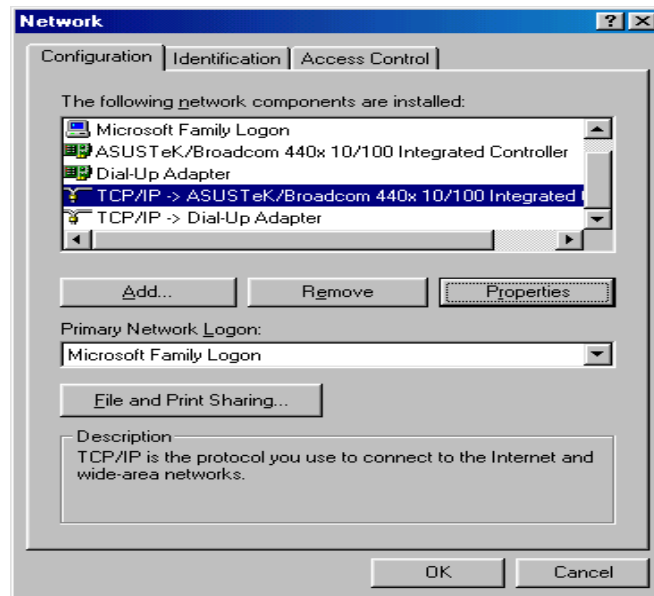 Network
Configuration Identification Access Control
The following network components are installed:
Microsoft Family Logon
ASUSTeK/Broadcom 440x 10/100 Integrated Controller
Dial-Up Adapter
TCP/IP -> ASUSTeK/Broadcom 440x 10/100 Integrated
TCP/IP -> Dial-Up Adapter
Add... Remove Properties
Primary Network Logon:
Microsoft Family Logon
File and Print Sharing...
Description
TCP/IP is the protocol you use to connect to the Internet and
wide-area networks.
OK Cancel